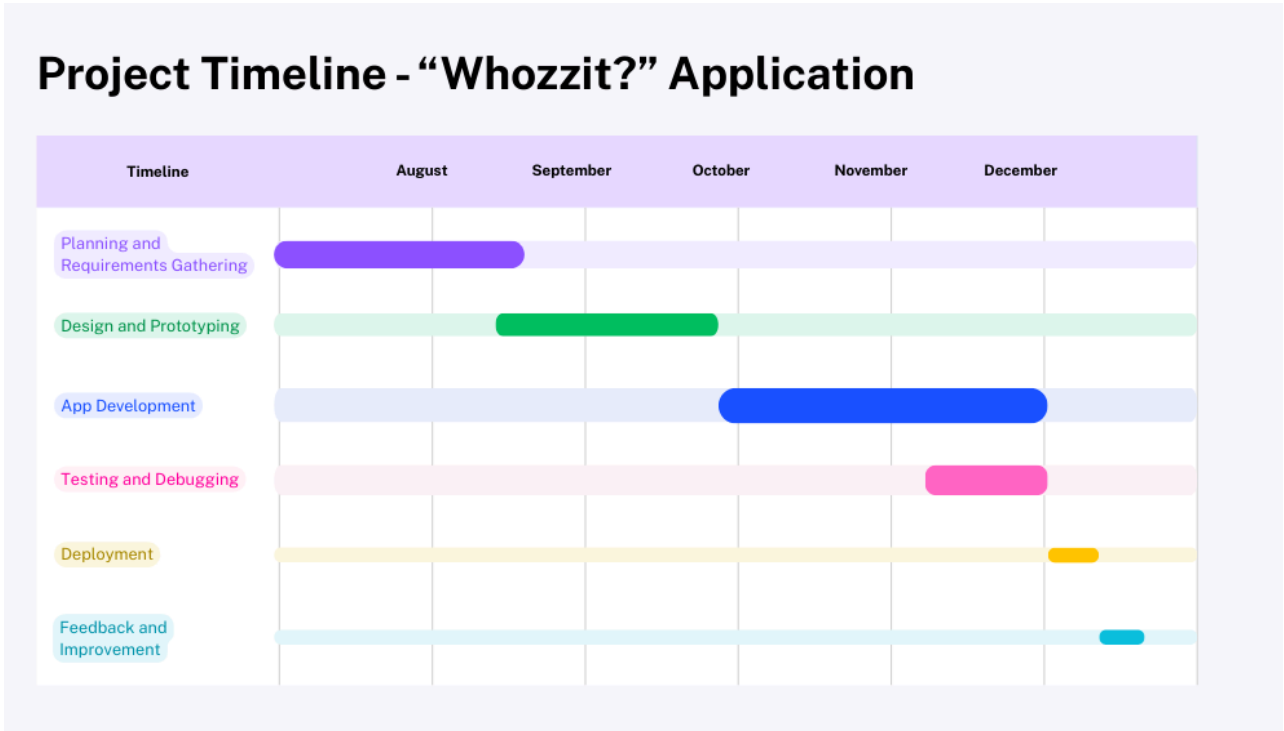 Project Timeline - “Whozzit?” Application
Timeline August September October November December
Planning and
Requirements Gathering
Design and Prototyping
App Development
Testing and Debugging
Deployment
Feedback and
Improvement